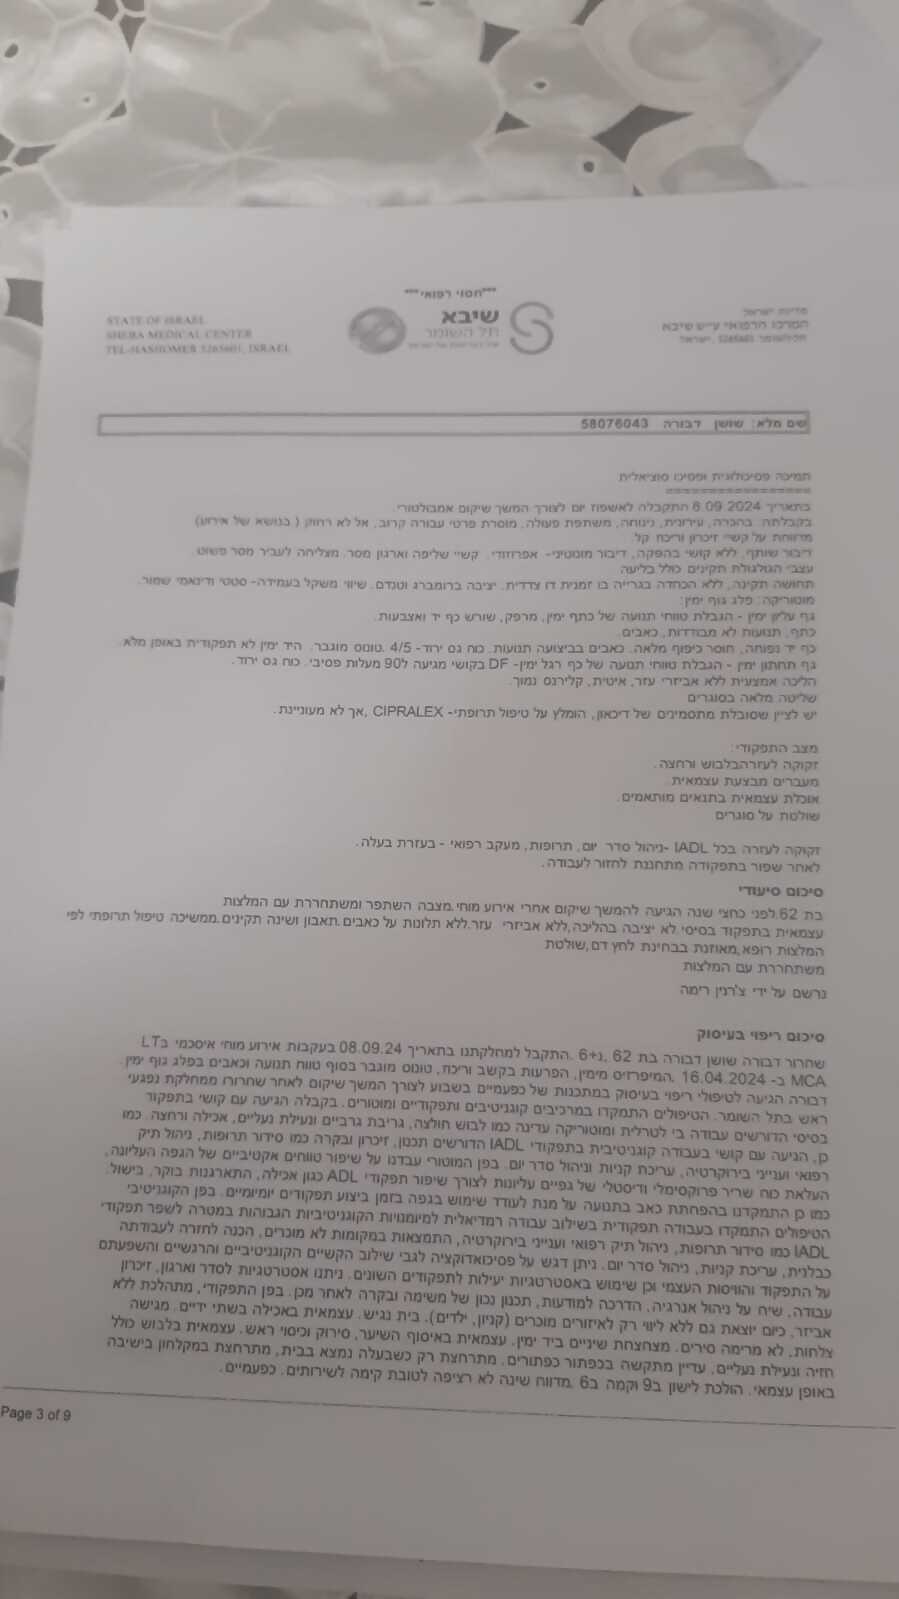 ***חסוי רפואי***
STATE OF ISRAEL
SHEBA MEDICAL CENTER
TEL-HASHOMER 5265601, ISRAEL
שיבא
תל השומר
מדינת ישראל
המרכז הרפואי ע״ש שיבא
תל-השומר 5265601, ישראל
שם מלא: שושן דבורה 58076043
תמיכה פסיכולוגית ופסיכו סוציאלית
=================
בתאריך 6.09.2024 התקבלה לאשפוז יום לצורך המשך שיקום אמבולטורי.
בקבלתה: בהכרה, עירונית, נינוחה, משתפת פעולה, מוסרת פרטי עבורה קרוב, אל לא רחוק ( בנושא של אירוע)
מדווחת על קשיי זיכרון וריכוז קל.
דיבור שוטף, ללא קושי בהפקה, דיבור מונוטוני- אפרוזודי. קשיי שליפה וארגון מסר. מצליחה להעביר מסר פשוט.
עצבי הגולגולת תקינים כולל בליעה
תחושה תקינה, ללא הכחדה בגרייה בו זמנית דו צדדית. יציבה ברומברג וטנדם. שיווי משקל בעמידה- סטטי ודינאמי שמור.
מוטוריקה: פלג גוף ימין:
גף עליון ימין - הגבלת טווחי תנועה של כתף ימין, מרפק, שורש כף יד ואצבעות.
כתף, תנועות לא מבודדות, כאבים.
כף יד נפוחה, חוסר כיפוף מלאה. כאבים בביצועה תנועות. כוח גס ירוד- 4/5. טונוס מוגבר. היד ימין לא תפקודית באופן מלא.
גף תחתון ימין - הגבלת טווחי תנועה של כף רגל ימין- DF בקושי מגיעה ל90 מעלות פסיבי. כוח גס ירוד.
הליכה אמצעית ללא אביזרי עזר, איטית, קלירנס נמוך.
שליטה מלאה בסוגרים
יש לציין שסובלת מתסמינים של דיכאון, הומלץ על טיפול תרופתי- CIPRALEX ,אך לא מעוניינת.
מצב התפקודי:
זקוקה לעזרהבלבוש ורחצה.
מעברים מבצעת עצמאית.
אוכלת עצמאית בתנאים מותאמים.
שולטת על סוגרים
זקוקה לעזרה בכל IADL -ניהול סדר יום, תרופות, מעקב רפואי - בעזרת בעלה.
לאחר שפור בתפקודה מתחננת לחזור לעבודה.
סיכום סיעודי
בת 62.לפני כחצי שנה הגיעה להמשך שיקום אחרי אירוע מוחי.מצבה השתפר ומשתחררת עם המלצות
עצמאית בתפקוד בסיסי לא יציבה בהליכה,ללא אביזרי עזר.ללא תלונות על כאבים.תאבון ושינה תקינים.ממשיכה טיפול תרופתי לפי
המלצות רופא,מאוזנת בבחינת לחץ דם,שולטת
משתחררת עם המלצות
נרשם על ידי צ'רנין רימה
סיכום ריפוי בעיסוק
שחרור דבורה שושן דבורה בת 62 ,נ+6 .התקבל למחלקתנו בתאריך 08.09.24 בעקבות אירוע מוחי איסכמי בLT
MCA ב- 16.04.2024 .המיפרזיס מימין, הפרעות בקשב וריכוז, טונוס מוגבר בסוף טווח תנועה וכאבים בפלג גוף ימין.
דבורה הגיעה לטיפולי ריפוי בעיסוק במתכונת של כפעמיים בשבוע לצורך המשך שיקום לאחר שחרורו ממחלקת נפגעי
ראש בתל השומר. הטיפולים התמקדו במרכיבים קוגניטיבים ותפקודיים ומוטורים. בקבלה הגיעה עם קושי בתפקוד
בסיסי הדורשים עבודה בי לטרלית ומוטוריקה עדינה כמו לבוש חולצה, גריבת גרביים ונעילת נעליים, אכילה ורחצה. כמו
כן, הגיעה עם קושי בעבודה קוגניטיבית בתפקודי IADL הדורשים תכנון, זיכרון ובקרה כמו סידור תרופות, ניהול תיק
רפואי וענייני בירוקרטיה, עריכת קניות וניהול סדר יום. בפן המוטורי עבדנו על שיפור טווחים אקטיביים של הגפה העליונה,
העלאת כוח שריר פרוקסימלי ודיסטלי של גפיים עליונות לצורך שיפור תפקודי ADL כגון אכילה, התארגנות בוקר, בישול.
כמו כן התמקדנו בהפחתת כאב בתנועה על מנת לעודד שימוש בגפה בזמן ביצוע תפקודים יומיומיים. בפן הקוגניטיבי
הטיפולים התמקדו בעבודה תפקודית בשילוב עבודה רמדיאלית למיומנויות הקוגניטיביות הגבוהות במטרה לשפר תפקודי
IADL כמו סידור תרופות, ניהול תיק רפואי וענייני בירוקרטיה, התמצאות במקומות לא מוכרים, הכנה לחזרה לעבודתה
כבלנית, עריכת קניות, ניהול סדר יום. ניתן דגש על פסיכואדוקציה לגבי שילוב הקשיים הקוגניטיביים והרגשיים והשפעתם
על התפקוד והוויסות העצמי וכן שימוש באסטרטגיות יעילות לתפקודים השונים. ניתנו אסטרטגיות לסדר וארגון, זיכרון
עבודה, שיח על ניהול אנרגיה, הדרכה למודעות, תכנון נכון של משימה ובקרה לאחר מכן. בפן התפקודי, מתהלכת ללא
אביזר, כיום יוצאת גם ללא ליווי רק לאיזורים מוכרים (קניון, ילדים). בית נגיש. עצמאית באכילה בשתי ידיים. מגישה
צלחות, לא מרימה סירים. מצחצחת שיניים ביד ימין. עצמאית באיסוף השיער, סירוק וכיסוי ראש. עצמאית בלבוש כולל
חזיה ונעילת נעליים, עדיין מתקשה בכפתור כפתורים. מתרחצת רק כשבעלה נמצא בבית, מתרחצת במקלחון בישיבה
באופן עצמאי. הולכת לישון ב9 וקמה ב6 .מדווח שינה לא רציפה לטובת קימה לשירותים. כפעמיים.
Page 3 of 9